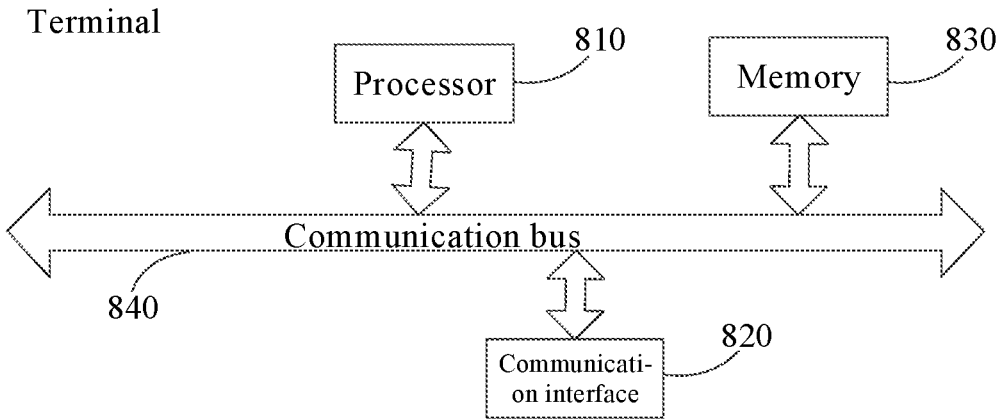 Terminal
810
830
Processor
Memory
Communication bus
840
820
Communicati-
on interface